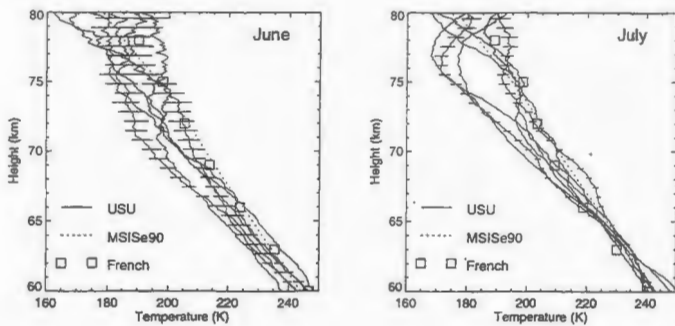 June
80
75
70
65
60
Height (km)
USU
MSISe90
French
160 180 200 220 240
Temperature (K)
July
80
75
70
65
60
Height (km)
USU
MSISe90
French
160 180 200 220 240
Temperature (K)